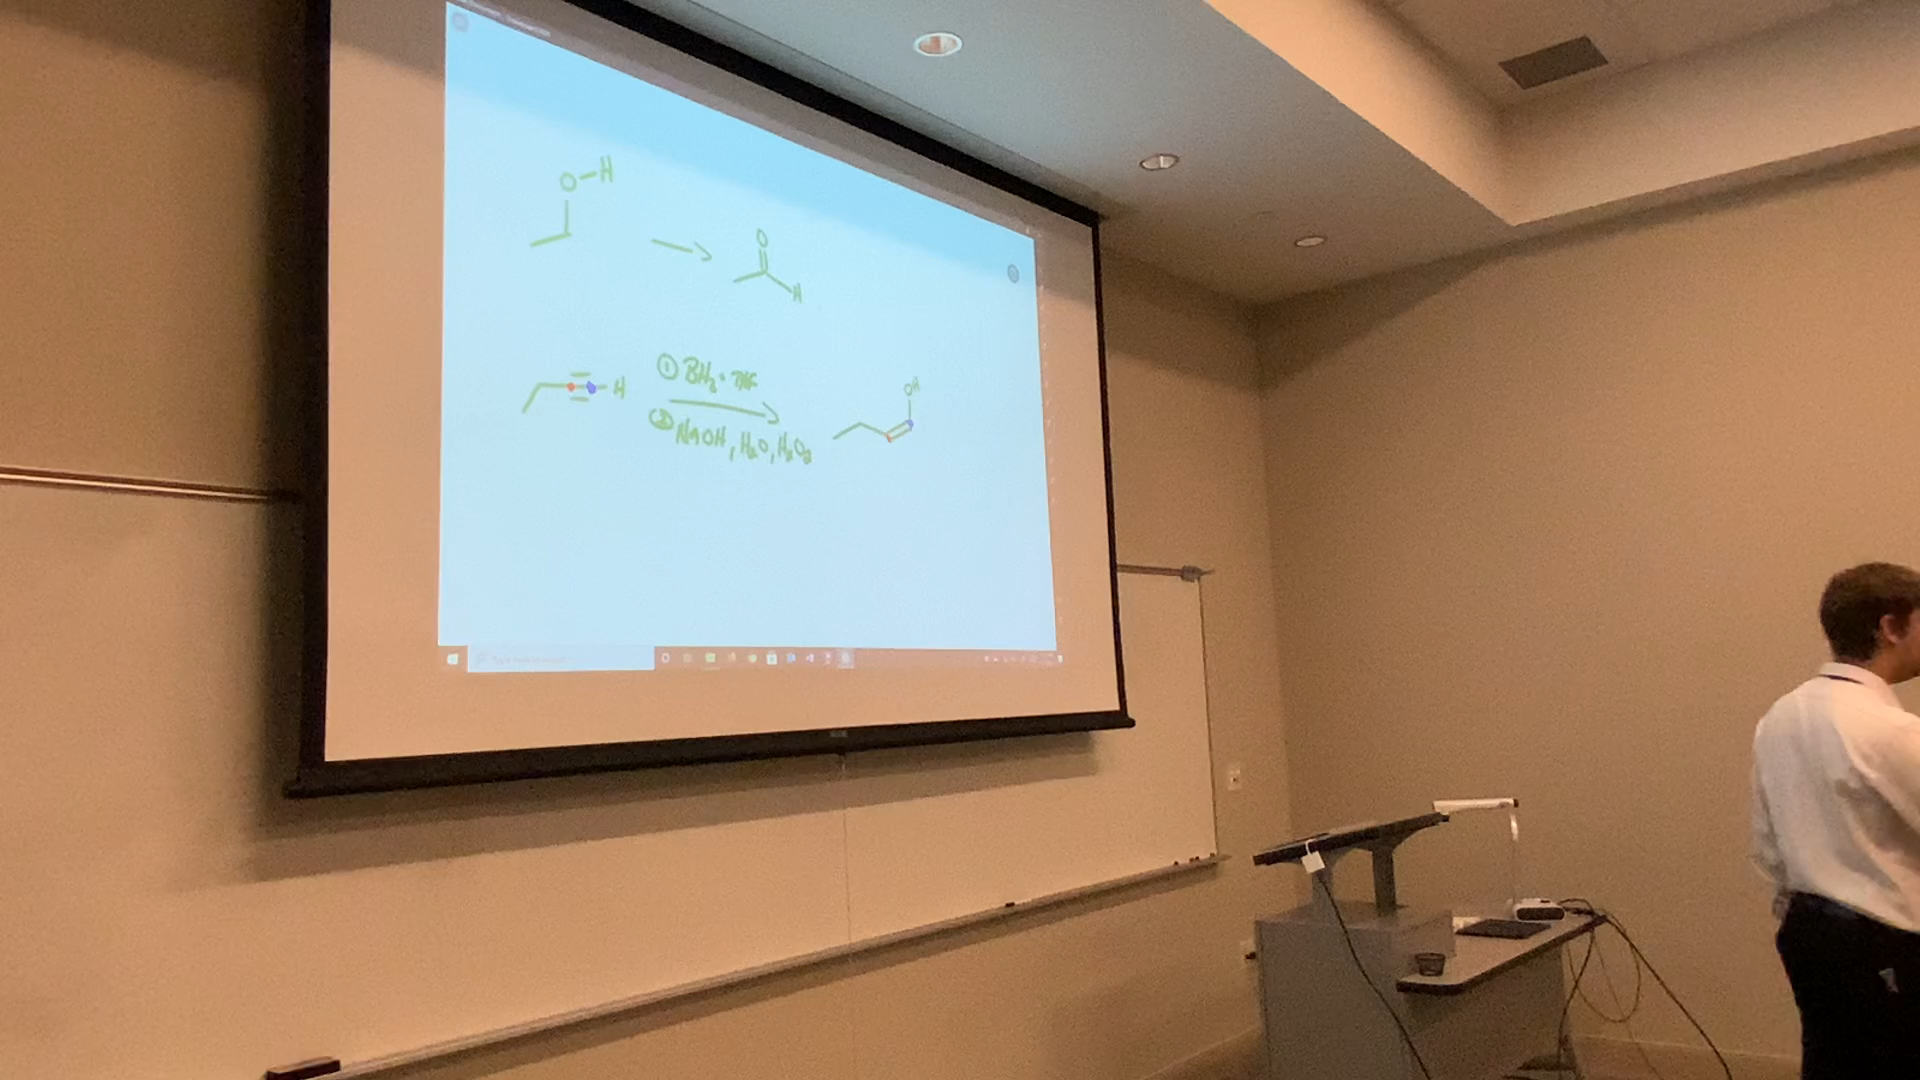 O-H
O
H
H
① BH3 • THF
② NaOH, H2O, H2O2
OH